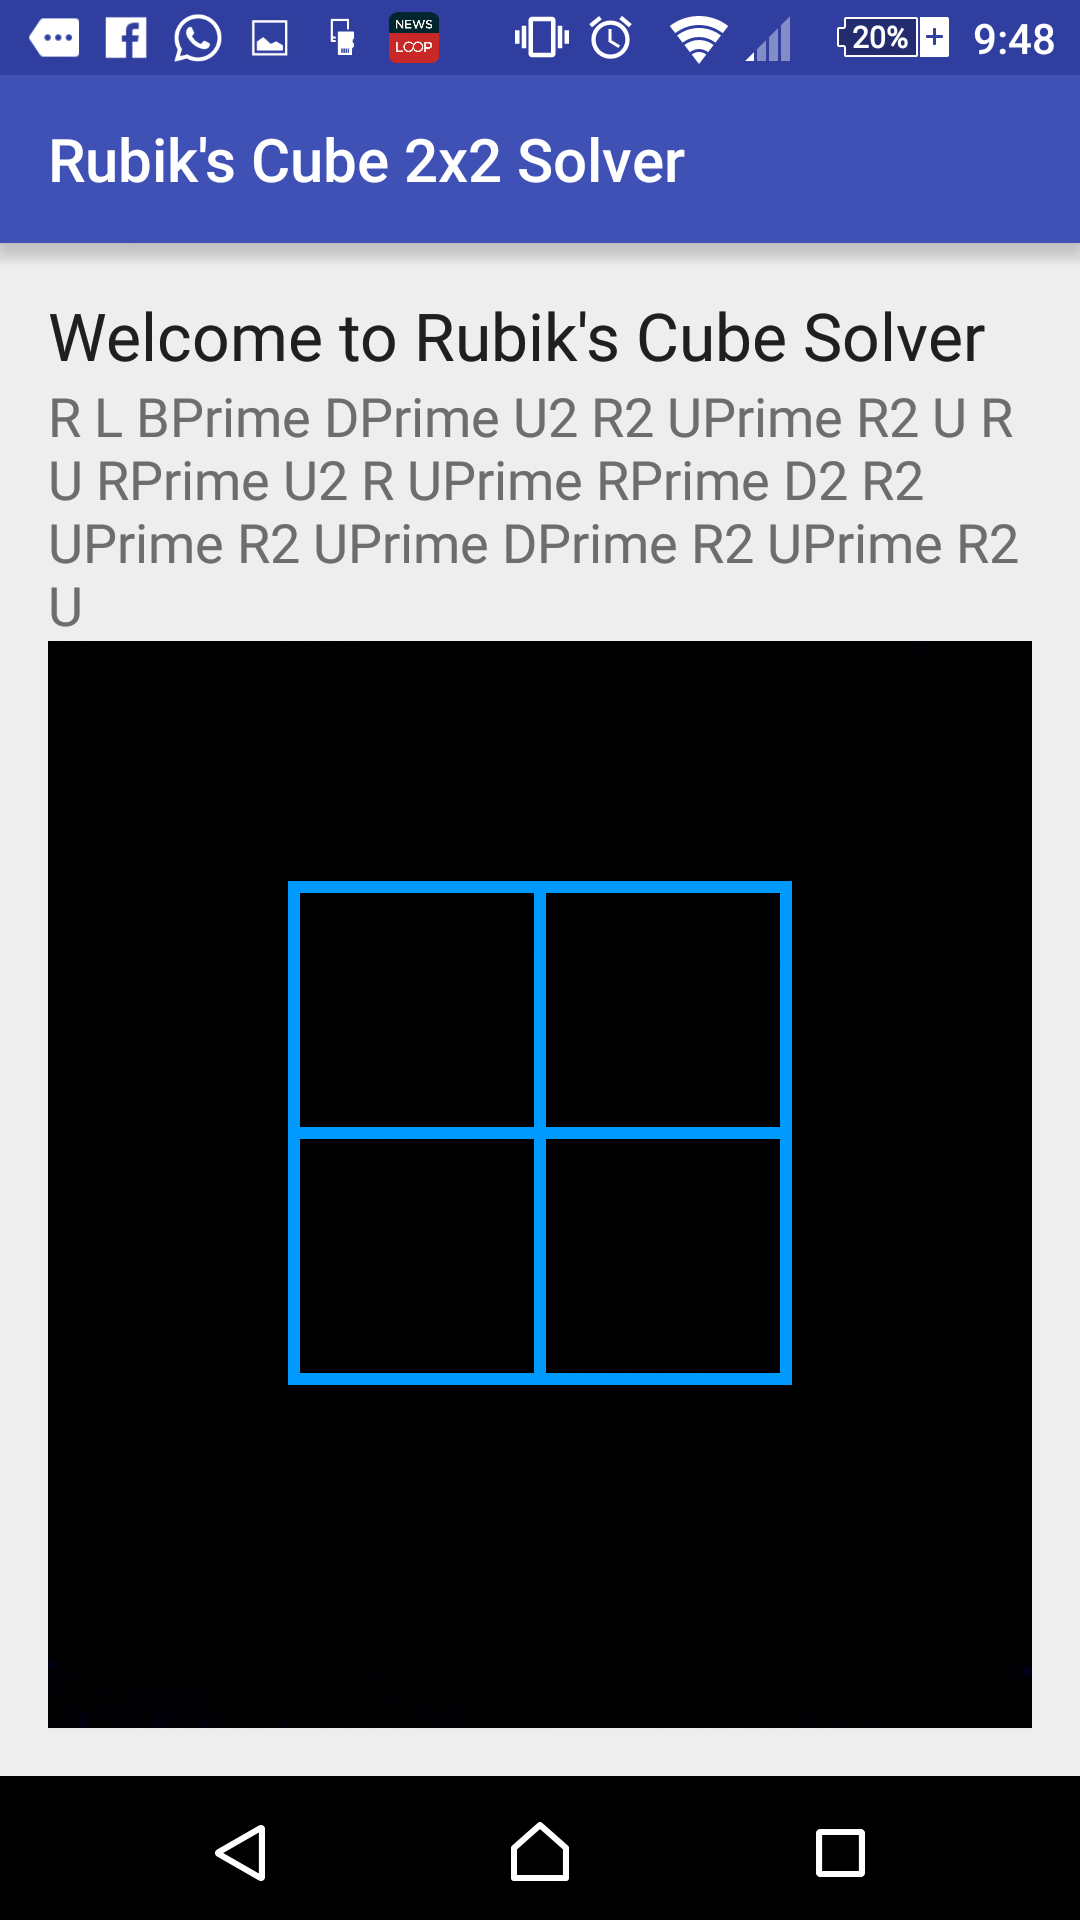 NEWS
LOOP
20%
9:48
Rubik's Cube 2x2 Solver
Welcome to Rubik's Cube Solver
R L BPrime DPrime U2 R2 UPrime R2 U R
U RPrime U2 R UPrime RPrime D2 R2
UPrime R2 UPrime DPrime R2 UPrime R2
U